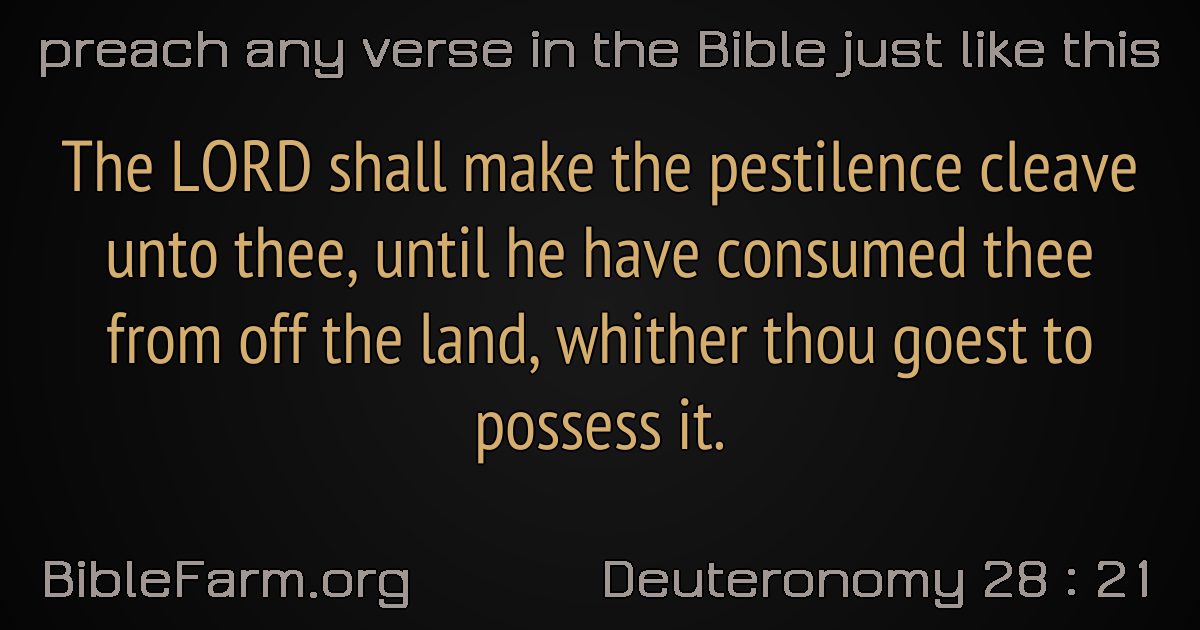 preach any verse in the Bible just like this
The LORD shall make the pestilence cleave
unto thee, until he have consumed thee
from off the land, whither thou goest to
possess it.
BibleFarm.org
Deuteronomy 28 : 21